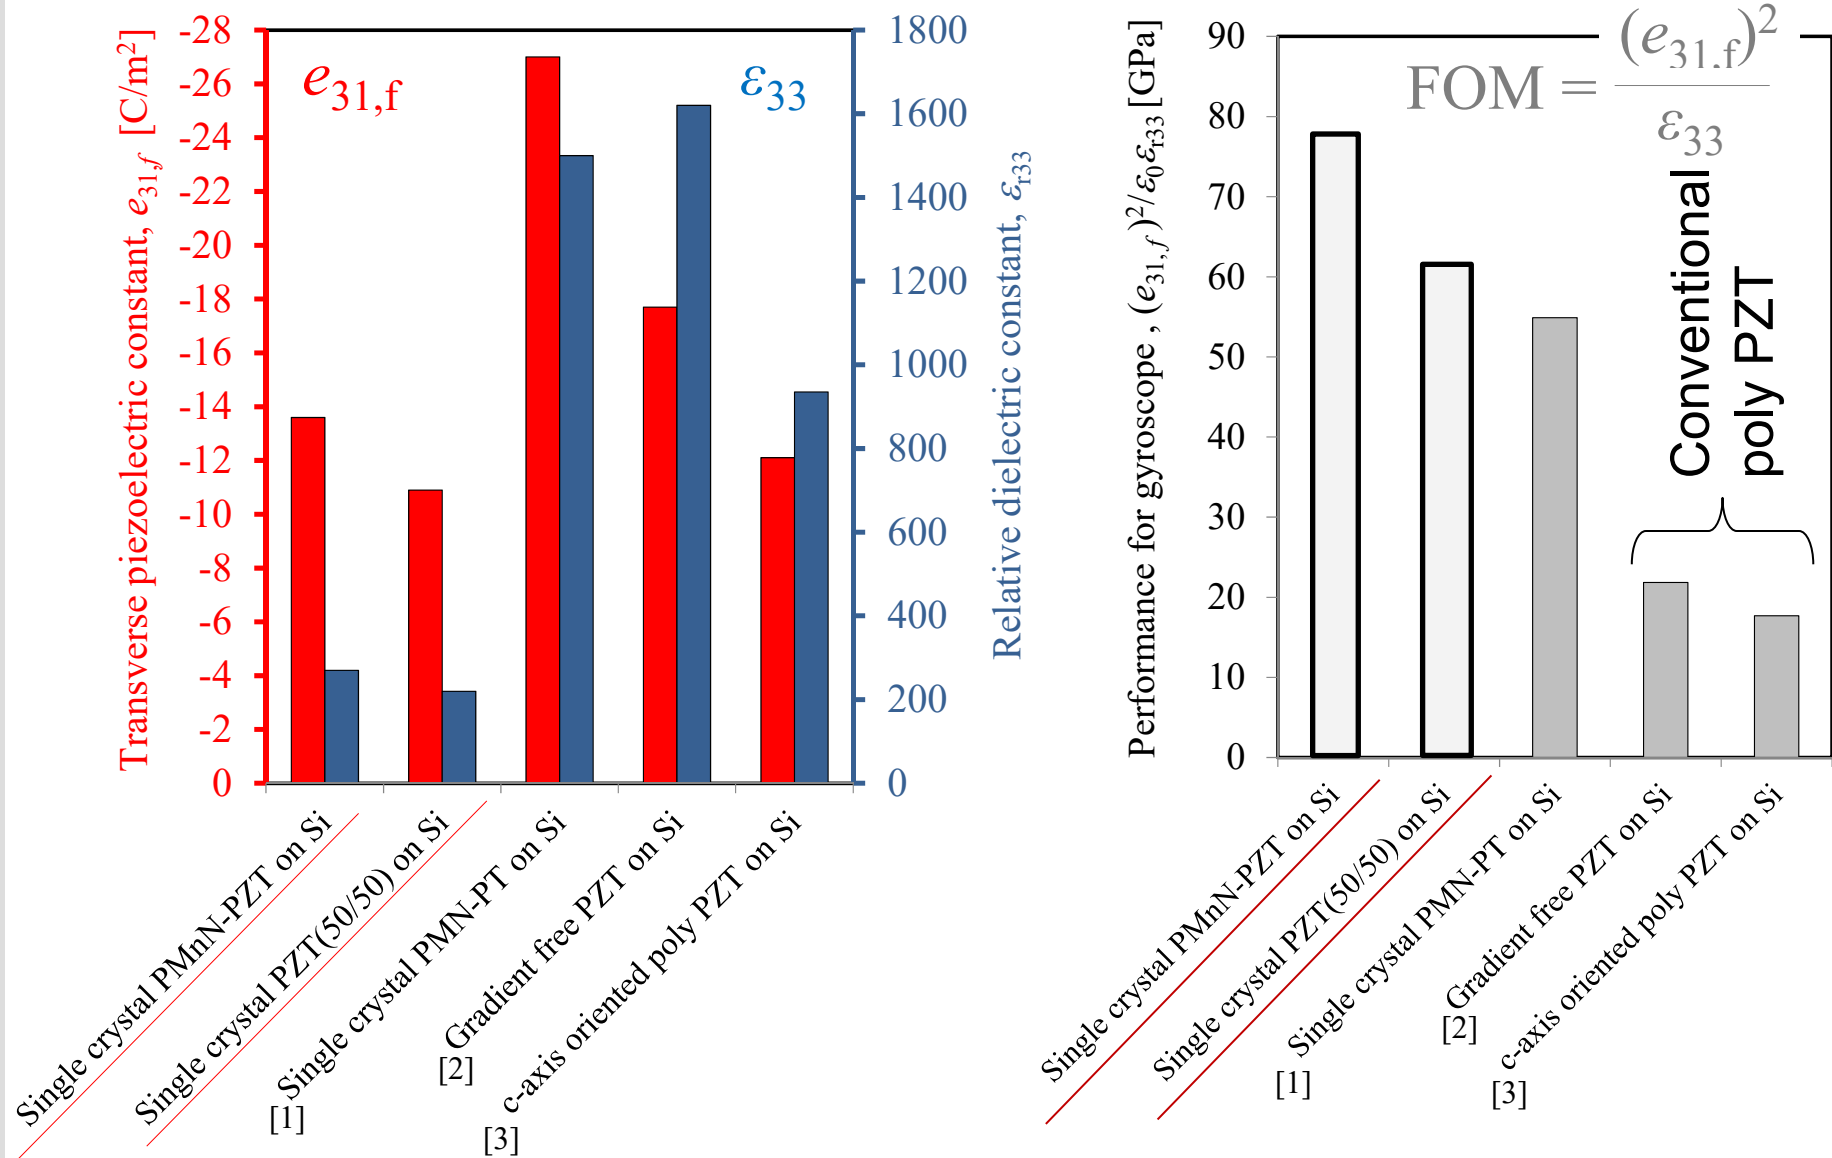 Transverse piezoelectric constant, e31,f [C/m2]
-28
-26
-24
-22
-20
-18
-16
-14
-12
-10
-8
-6
-4
-2
0
e31,f
ε33
1800
1600
1400
1200
1000
800
600
400
200
0
Relative dielectric constant, εr33
Single crystal PMnN-PZT on Si
Single crystal PZT(50/50) on Si
Single crystal PMN-PT on Si
[1]
Gradient free PZT on Si
[2]
c-axis oriented poly PZT on Si
[3]
Performance for gyroscope , (e31,f )2/ε0εr33 [GPa]
90
80
70
60
50
40
30
20
10
0
FOM = (e31,f)2
ε33
Conventional
poly PZT
Single crystal PMnN-PZT on Si
Single crystal PZT(50/50) on Si
Single crystal PMN-PT on Si
[1]
Gradient free PZT on Si
[2]
c-axis oriented poly PZT on Si
[3]